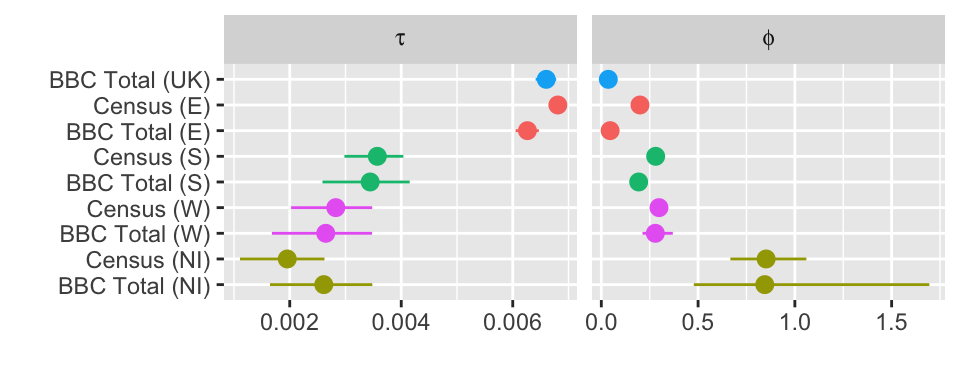 τ ϕ
BBC Total (UK)
Census (E)
BBC Total (E)
Census (S)
BBC Total (S)
Census (W)
BBC Total (W)
Census (NI)
BBC Total (NI)
0.002 0.004 0.006 0.0 0.5 1.0 1.5